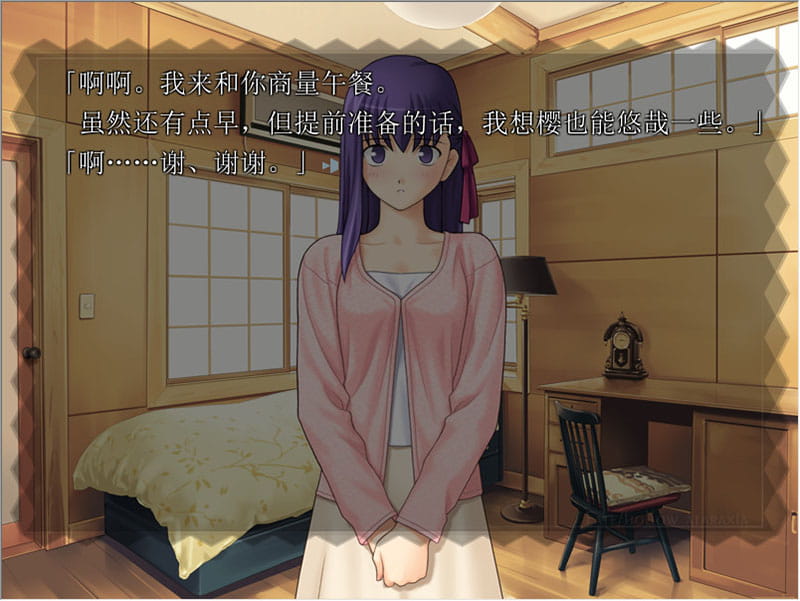 「啊啊。我来和你商量午餐。
虽然还有点早，但提前准备的话，我想樱也能悠哉一些。」
「啊……谢、谢谢。」